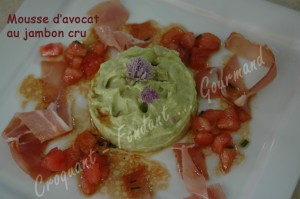 Mousse d'avocat
au jambon cru
Croquant Fondant .... Gourmand